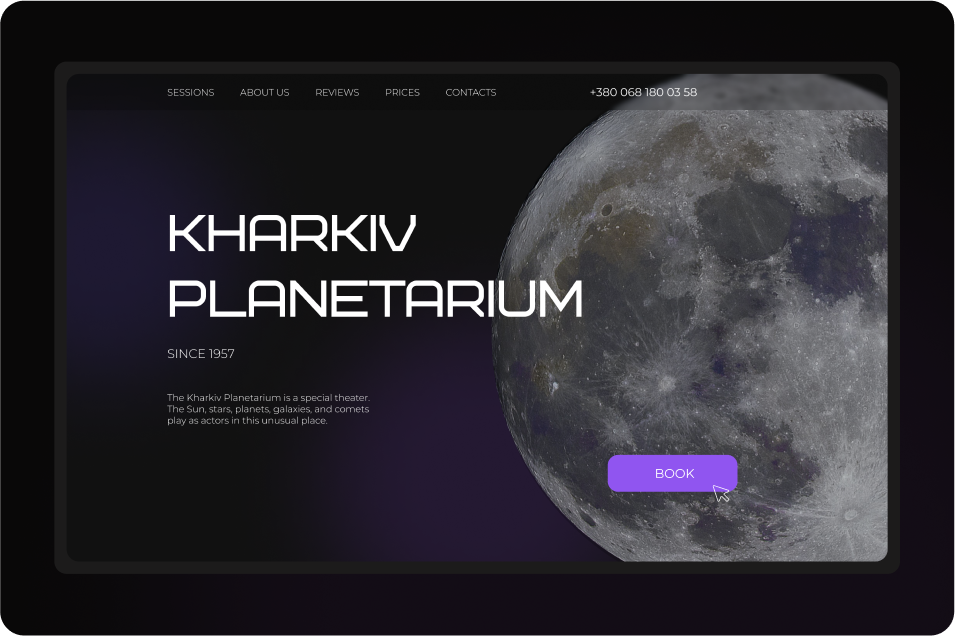 SESSIONS ABOUT US REVIEWS PRICES CONTACTS +380 068 180 03 58
KHARKIV
PLANETARIUM
SINCE 1957
The Kharkiv Planetarium is a special theater.
The Sun, stars, planets, galaxies, and comets
play as actors in this unusual place.
BOOK